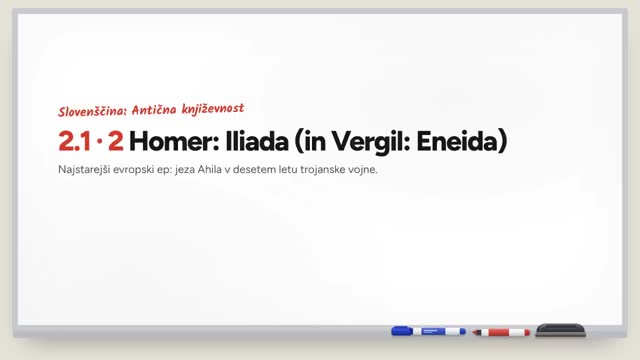 Slovenščina: Antična književnost
2.1 · 2 Homer: Iliada (in Vergil: Eneida)
Najstarejši evropski ep: jeza Ahila v desetem letu trojanske vojne.